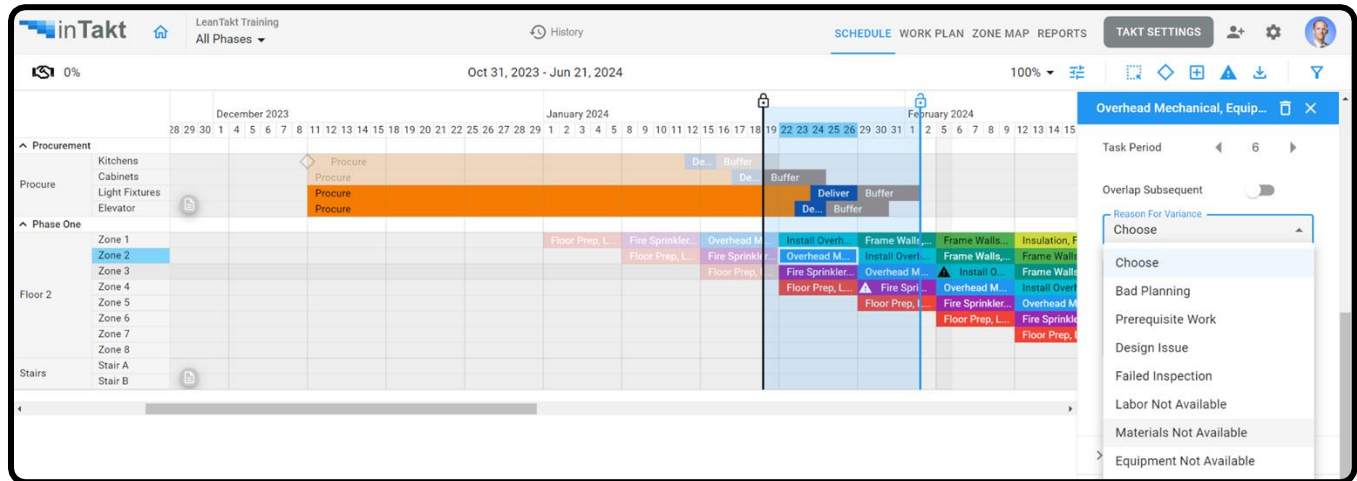 inTakt
LeanTakt Training
All Phases
History
SCHEDULE WORK PLAN ZONE MAP REPORTS
TAKT SETTINGS
0%
Oct 31, 2023 - Jun 21, 2024
100%
December 2023
January 2024
February 2024
28 29 30 1 4 5 6 7 8 11 12 13 14 15 18 19 20 21 22 25 26 27 28 29 1 2 3 4 5 8 9 10 11 12 15 16 17 18 19 22 23 24 25 26 29 30 31 1 2 5 6 7 8 9 12 13 14 15
Procurement
Procure
Kitchens
Procure
De... Buffer
Cabinets
Procure
De... Buffer
Light Fixtures
Procure
Deliver Buffer
Elevator
Procure
De... Buffer
Phase One
Floor 2
Zone 1
Floor Prep, L... Fire Sprinkler... Overhead M... Install Overh... Frame Walls,... Frame Walls... Insulation, F
Zone 2
Floor Prep, L... Fire Sprinkler... Overhead M... Install Overh... Frame Walls,... Frame Walls
Zone 3
Floor Prep, Fire Sprinkler... Overhead M... Install O... Frame Walls
Zone 4
Floor Prep, L... Fire Spri... Overhead M... Install Overh
Zone 5
Floor Prep, L... Fire Sprinkler... Overhead M
Zone 6
Floor Prep, L... Fire Sprinkle
Zone 7
Floor Prep, L
Zone 8
Stairs
Stair A
Stair B
Overhead Mechanical, Equip...
Task Period 6
Overlap Subsequent
Reason For Variance
Choose
Choose
Bad Planning
Prerequisite Work
Design Issue
Failed Inspection
Labor Not Available
Materials Not Available
Equipment Not Available